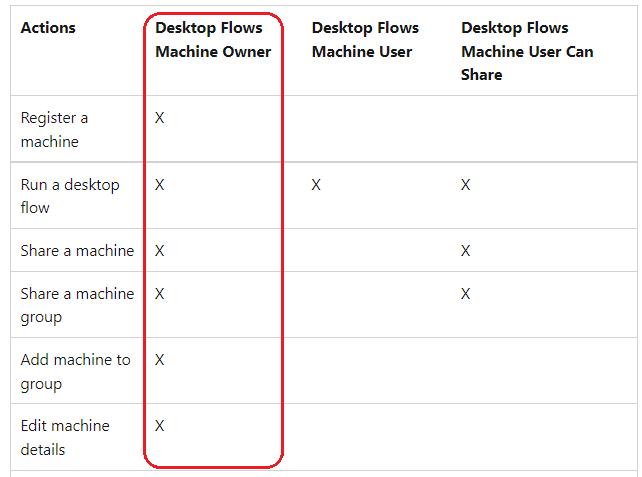 Actions Desktop Flows Machine Owner Desktop Flows Machine User Desktop Flows Machine User Can Share
Register a machine X
Run a desktop flow X X X
Share a machine X X
Share a machine group X X
Add machine to group X
Edit machine details X